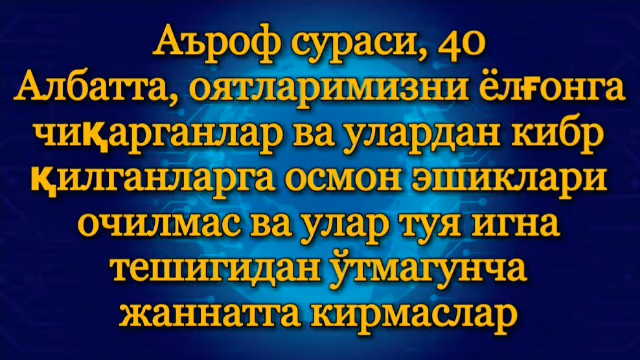 Аъроф сураси, 40
Албатта, оятларимизни ёлғонга
чиқарганлар ва улардан кибр
қилганларга осмон эшиклари
очилмас ва улар туя игна
тешигидан ўтмагунча
жаннатга кирмаслар